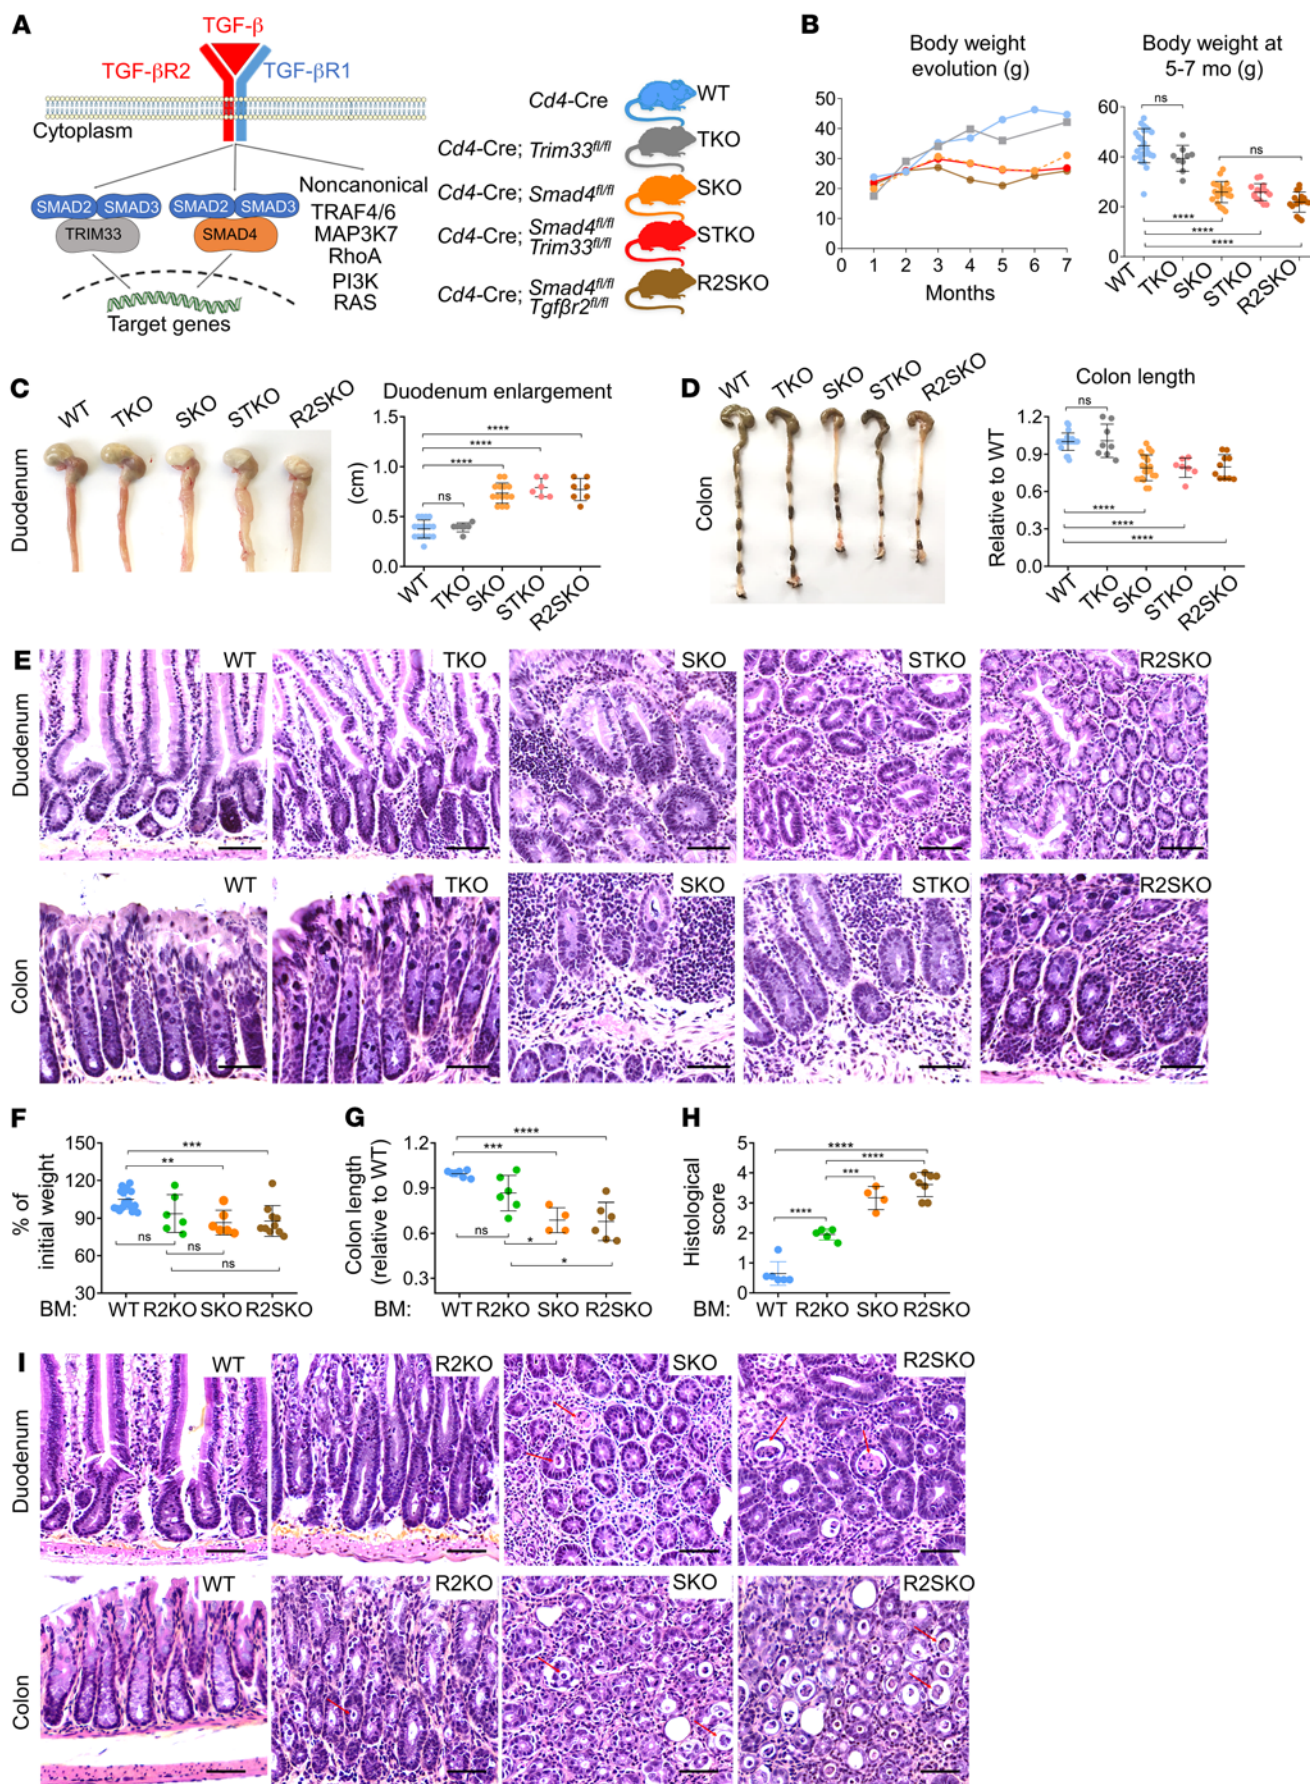 A
TGF-β
TGF-βR2
TGF-βR1
Cytoplasm
SMAD2
SMAD3
TRIM33
SMAD2
SMAD3
SMAD4
Noncanonical
TRAF4/6
MAP3K7
RhoA
PI3K
RAS
Target genes
Cd4-Cre
WT
Cd4-Cre; Trim33fl/fl
TKO
Cd4-Cre; Smad4fl/fl
SKO
Cd4-Cre; Smad4fl/fl
Trim33fl/fl
STKO
Cd4-Cre; Smad4fl/fl
Tgfβr2fl/fl
R2SKO
B
Body weight
evolution (g)
50
40
30
20
10
0
0 1 2 3 4 5 6 7
Months
Body weight at
5-7 mo (g)
60
40
20
0
ns
ns
****
****
****
WT
TKO
SKO
STKO
R2SKO
C
WT
TKO
SKO
STKO
R2SKO
Duodenum
Duodenum enlargement
(cm)
1.5
1.0
0.5
0.0
****
****
****
ns
WT
TKO
SKO
STKO
R2SKO
D
WT
TKO
SKO
STKO
R2SKO
Colon
Colon length
Relative to WT
1.2
0.9
0.6
0.3
0.0
ns
****
****
****
WT
TKO
SKO
STKO
R2SKO
E
Duodenum
WT
TKO
SKO
STKO
R2SKO
Colon
WT
TKO
SKO
STKO
R2SKO
F
% of
initial weight
150
120
90
60
30
***
**
ns
ns
ns
BM: WT R2KO SKO R2SKO
G
Colon length
(relative to WT)
1.2
0.9
0.6
0.3
****
***
ns
*
*
BM: WT R2KO SKO R2SKO
H
Histological
score
5
4
3
2
1
0
****
****
***
****
BM: WT R2KO SKO R2SKO
I
Duodenum
WT
R2KO
SKO
R2SKO
Colon
WT
R2KO
SKO
R2SKO